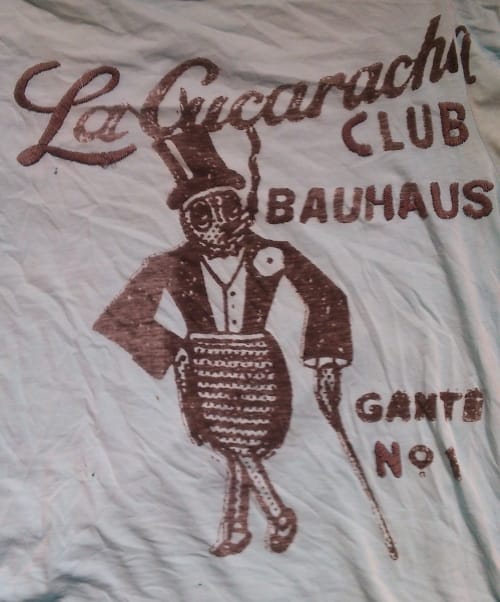 La Cucaracha
CLUB
BAUHAUS
GANTE
No 1